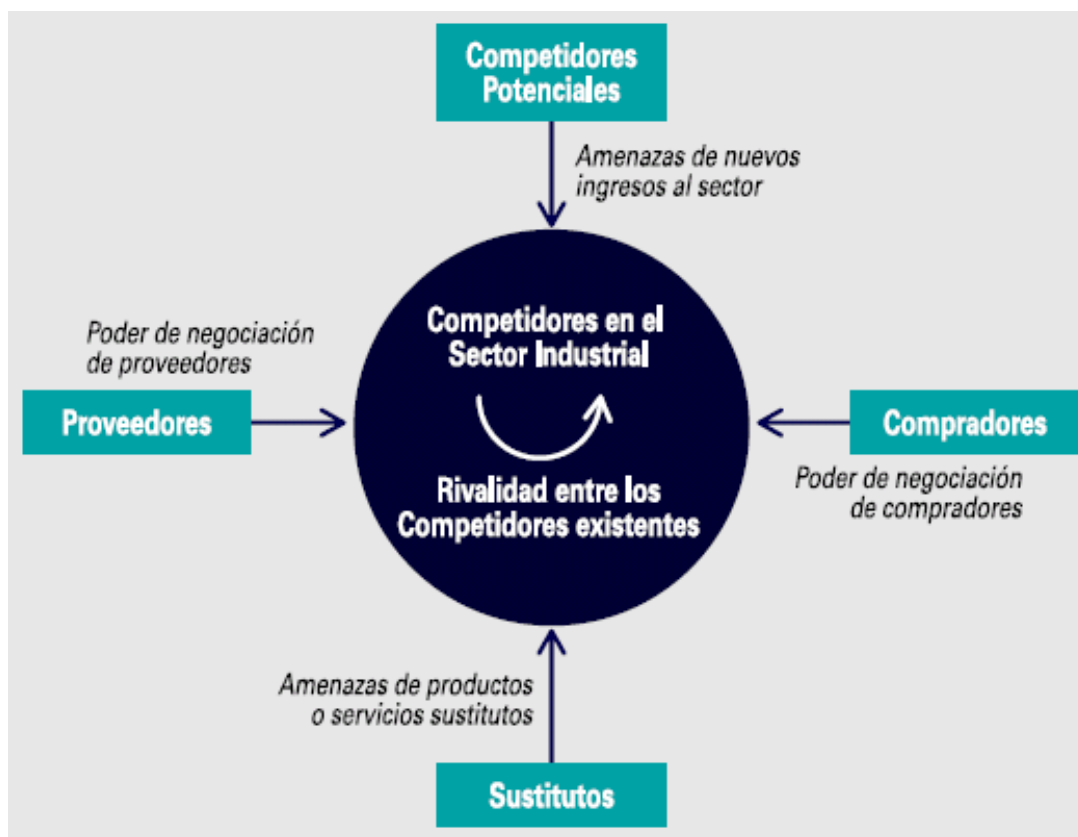 Competidores
Potenciales
Amenazas de nuevos
ingresos al sector
Competidores en el
Sector Industrial
Poder de negociación
de proveedores
Proveedores
Compradores
Poder de negociación
de compradores
Rivalidad entre los
Competidores existentes
Amenazas de productos
o servicios sustitutos
Sustitutos